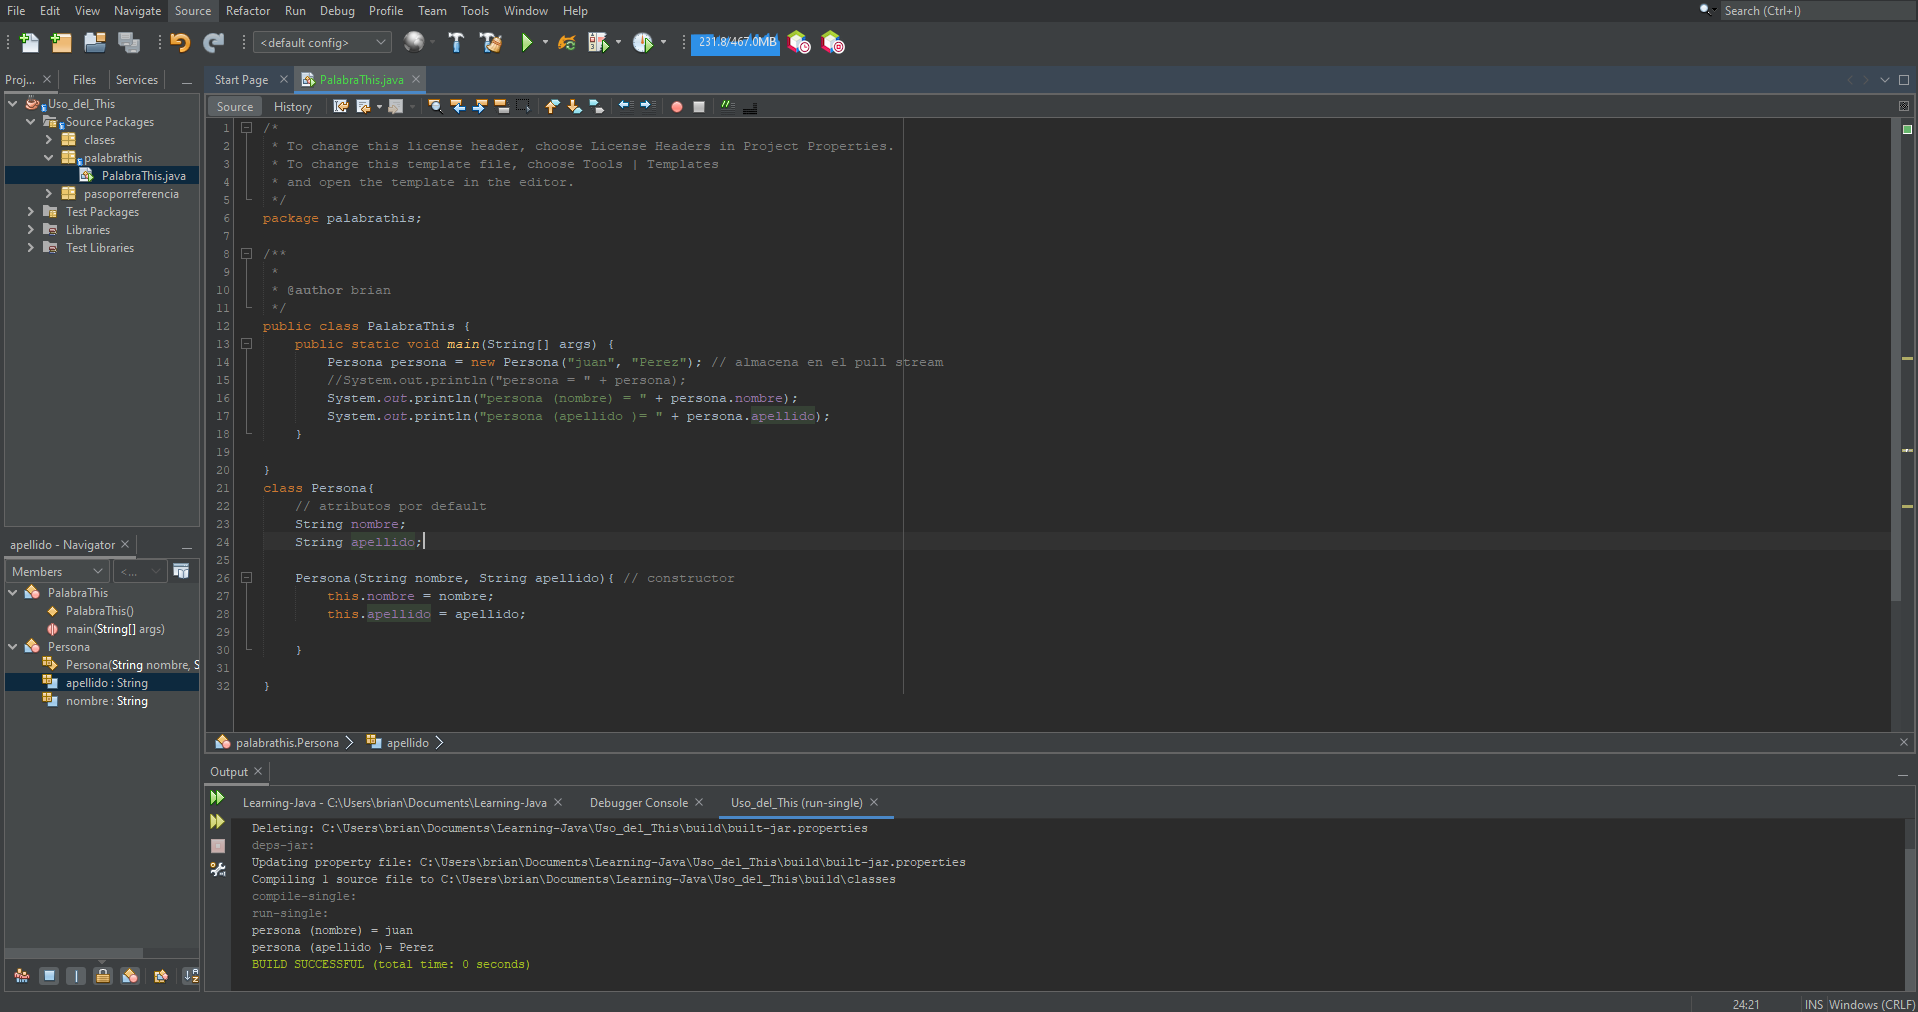 File Edit View Navigate Source Refactor Run Debug Profile Team Tools Window Help
Search (Ctrl+I)
<default config>
231.8/467.0MB
Proj... Files Services
Uso_del_This
Source Packages
clases
palabrathis
PalabraThis.java
pasoporreferencia
Test Packages
Libraries
Test Libraries
apellido - Navigator
Members <...
PalabraThis
PalabraThis()
main(String[] args)
Persona
Persona(String nombre, S
apellido : String
nombre : String
Start Page PalabraThis.java
Source History
1 /*
2 * To change this license header, choose License Headers in Project Properties.
3 * To change this template file, choose Tools | Templates
4 * and open the template in the editor.
5 */
6 package palabrathis;
7
8 /**
9 *
10 * @author brian
11 */
12 public class PalabraThis {
13 public static void main(String[] args) {
14 Persona persona = new Persona("juan", "Perez"); // almacena en el pull stream
15 //System.out.println("persona = " + persona);
16 System.out.println("persona (nombre) = " + persona.nombre);
17 System.out.println("persona (apellido )= " + persona.apellido);
18 }
19
20 }
21 class Persona{
22 // atributos por default
23 String nombre;
24 String apellido;
25
26 Persona(String nombre, String apellido){ // constructor
27 this.nombre = nombre;
28 this.apellido = apellido;
29
30 }
31
32 }
palabrathis.Persona apellido
Output
Learning-Java - C:\Users\brian\Documents\Learning-Java Debugger Console Uso_del_This (run-single)
Deleting: C:\Users\brian\Documents\Learning-Java\Uso_del_This\build\built-jar.properties
deps-jar:
Updating property file: C:\Users\brian\Documents\Learning-Java\Uso_del_This\build\built-jar.properties
Compiling 1 source file to C:\Users\brian\Documents\Learning-Java\Uso_del_This\build\classes
compile-single:
run-single:
persona (nombre) = juan
persona (apellido )= Perez
BUILD SUCCESSFUL (total time: 0 seconds)
24:21 INS Windows (CRLF)